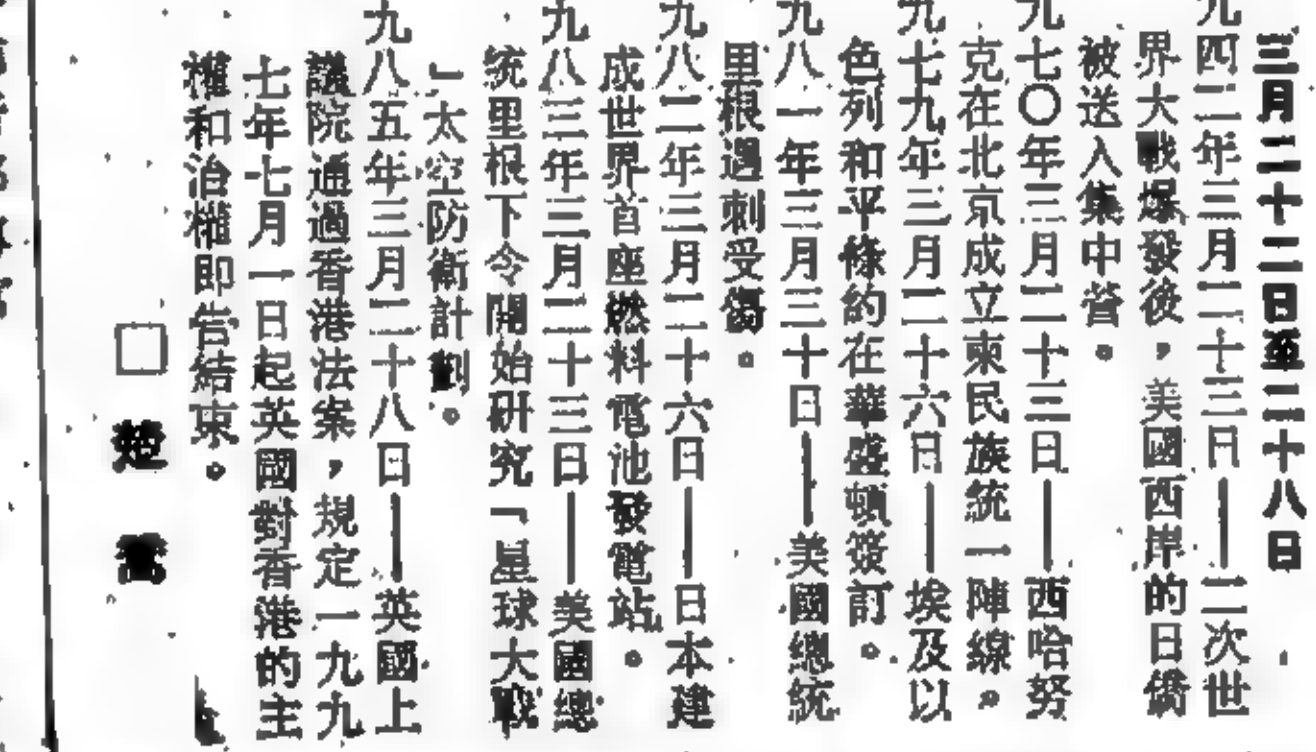 三月二十二日至二十八日
九四二年三月二十三日——二次世
界大戰爆發後，美國西岸的日僑
被送入集中營。
九七〇年三月二十三日——西哈努
克在北京成立柬民族統一陣線。
九七九年三月二十六日——埃及以
色列和平條約在華盛頓簽訂。
九八一年三月三十日——美國總統
里根遇刺受傷。
九八二年三月二十六日——日本建
成世界首座燃料電池發電站。
九八三年三月二十三日——美國總
統里根下令開始研究「星球大戰
」太空防衞計劃。
九八五年三月二十八日——英國上
議院通過香港法案，規定一九九
七年七月一日起英國對香港的主
權和治權即告結束。
□